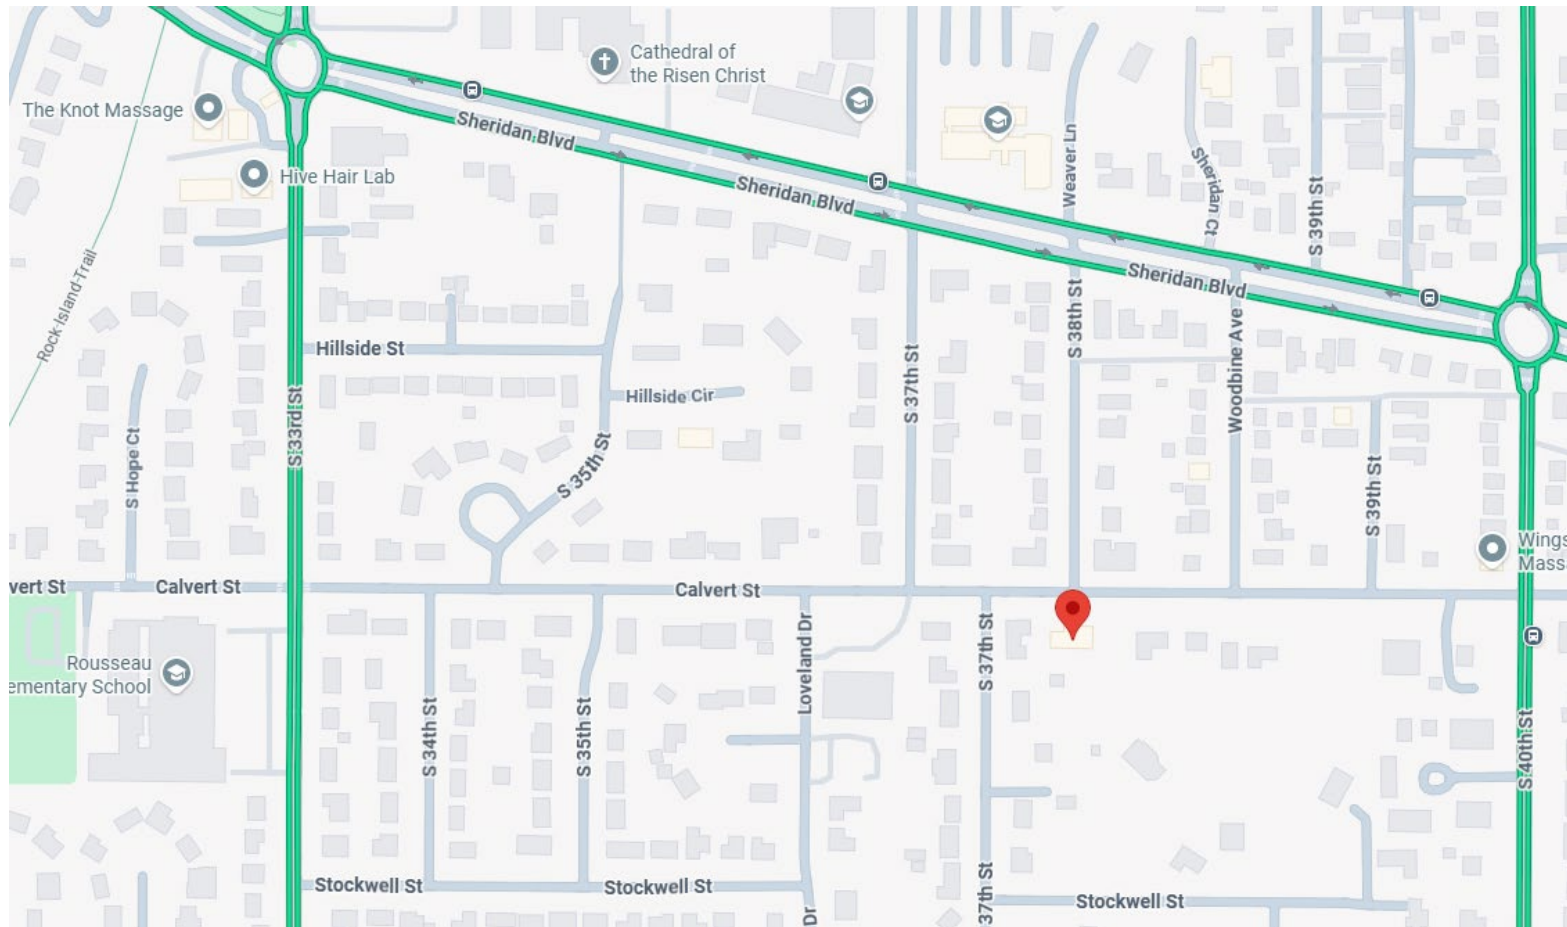 Cathedral of
the Risen Christ
The Knot Massage
Sheridan Blvd
Hive Hair Lab
Sheridan Blvd
Weaver Ln
Sheridan Ct
S 39th St
Sheridan Blvd
Rock Island Trail
Hillside St
S 38th St
Woodbine Ave
S 37th St
Hillside Cir
S 33rd St
S Hope Ct
S 35th St
S 39th St
Wings
Mass
vert St
Calvert St
Calvert St
Loveland Dr
S 37th St
Rousseau
ementary School
S 34th St
S 35th St
S 40th St
Stockwell St
Stockwell St
Dr
37th St
Stockwell St